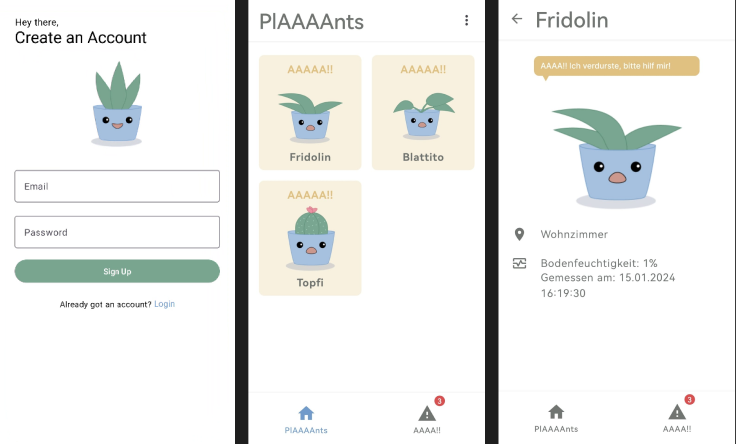 Hey there,
Create an Account
Email
Password
Sign Up
Already got an account? Login
PlAAAAnts
AAAAA!!
AAAAA!!
Fridolin
Blattito
AAAAA!!
Topfi
3
PlAAAAnts
AAAA!!
Fridolin
AAAA!! Ich verdurste, bitte hilf mir!
Wohnzimmer
Bodenfeuchtigkeit: 1%
Gemessen am: 15.01.2024
16:19:30
3
PlAAAAnts
AAAA!!